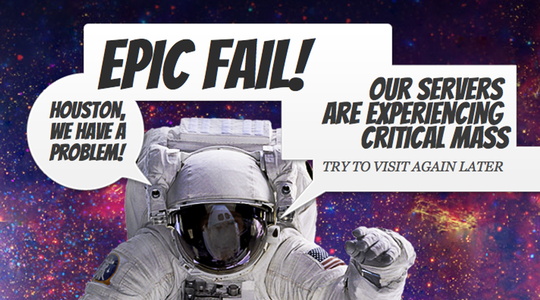 EPIC FAIL!
HOUSTON,
WE HAVE A
PROBLEM!
OUR SERVERS
ARE EXPERIENCING
CRITICAL MASS
TRY TO VISIT AGAIN LATER